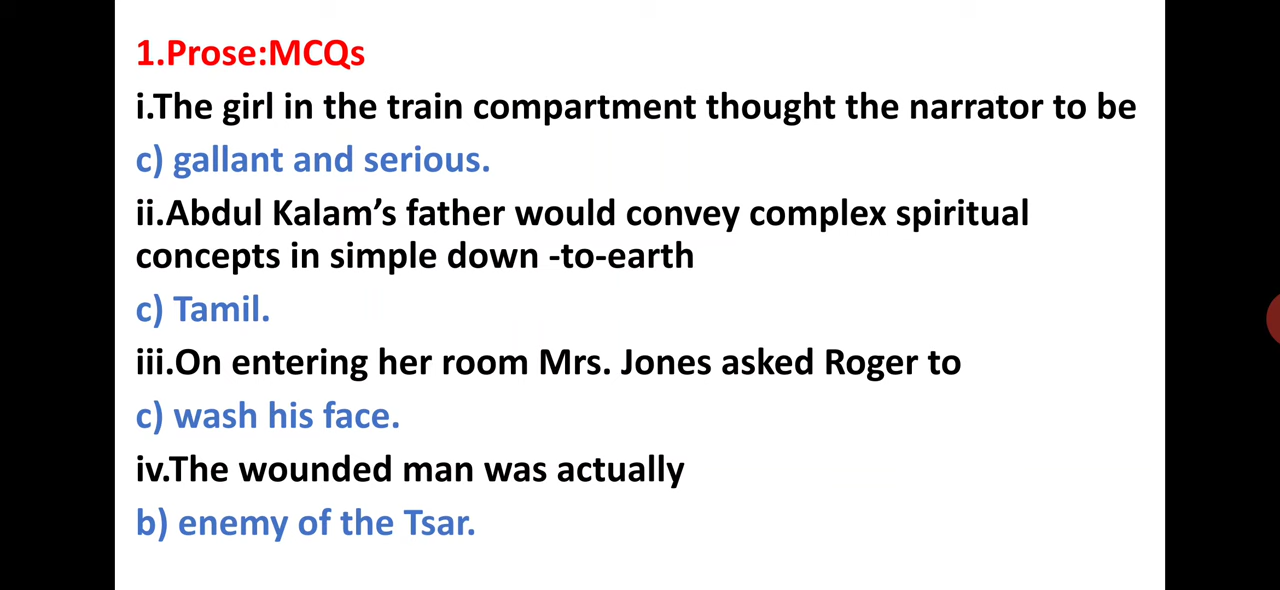 1.Prose:MCQs
i.The girl in the train compartment thought the narrator to be
c) gallant and serious.
ii.Abdul Kalam’s father would convey complex spiritual
concepts in simple down -to-earth
c) Tamil.
iii.On entering her room Mrs. Jones asked Roger to
c) wash his face.
iv.The wounded man was actually
b) enemy of the Tsar.